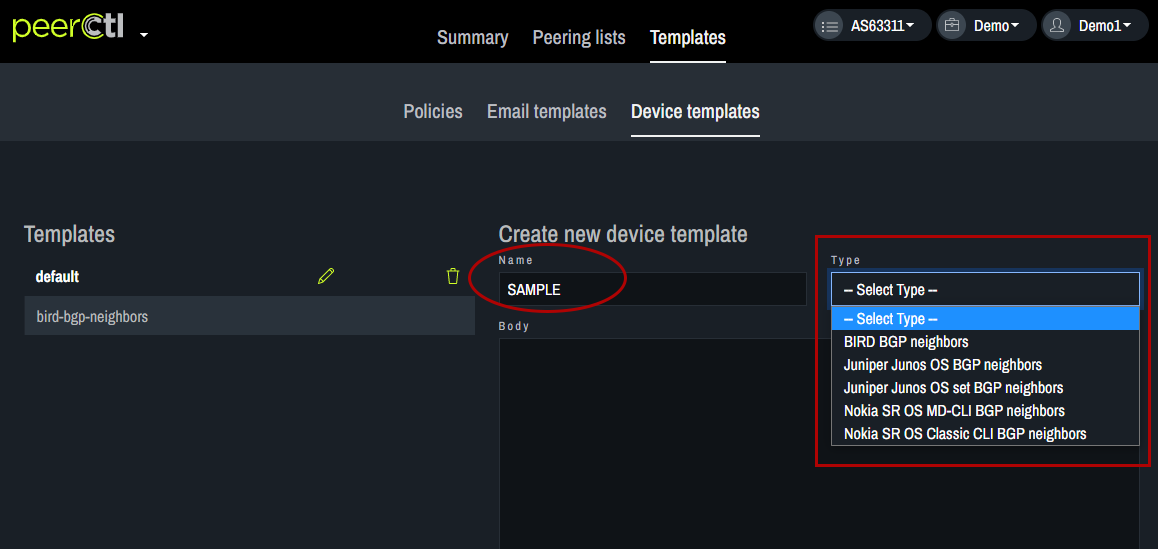 peerctl
Summary Peering lists Templates
AS63311 Demo Demo1
Policies Email templates Device templates
Templates
default
bird-bgp-neighbors
Create new device template
Name
SAMPLE
Type
-- Select Type --
-- Select Type --
BIRD BGP neighbors
Juniper Junos OS BGP neighbors
Juniper Junos OS set BGP neighbors
Nokia SR OS MD-CLI BGP neighbors
Nokia SR OS Classic CLI BGP neighbors
Body